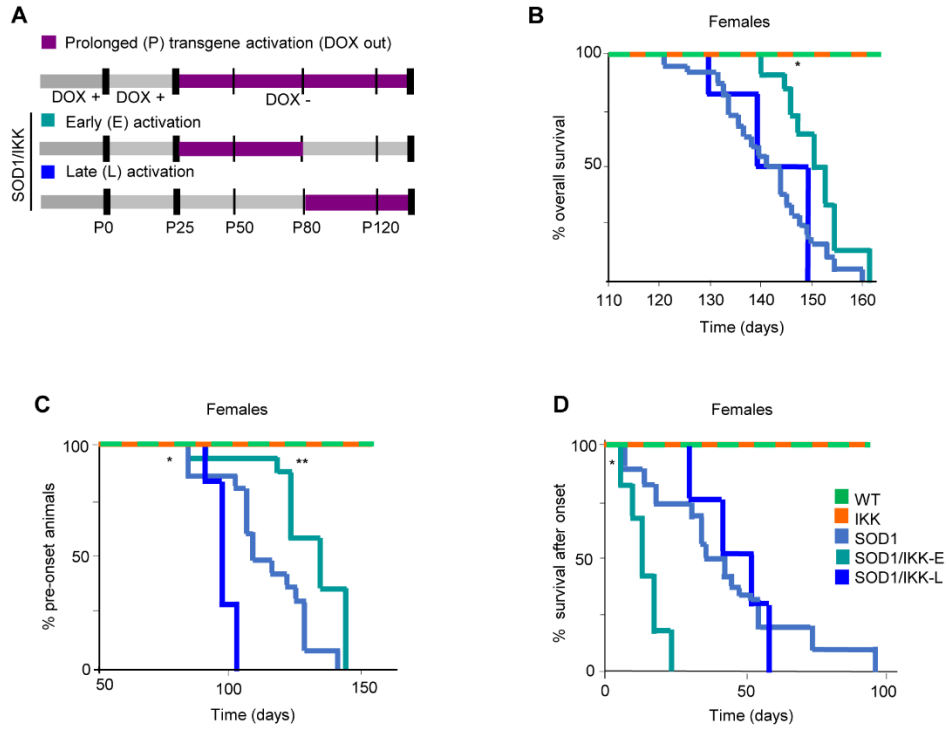 A
Prolonged (P) transgene activation (DOX out)
DOX + DOX + DOX -
SOD1/IKK
Early (E) activation
Late (L) activation
P0 P25 P50 P80 P120
B
Females
% overall survival
100
50
0
*
110 120 130 140 150 160
Time (days)
C
Females
% pre-onset animals
100
50
0
* **
50 100 150
Time (days)
D
Females
% survival after onset
100
50
0
*
0 50 100
Time (days)
WT
IKK
SOD1
SOD1/IKK-E
SOD1/IKK-L